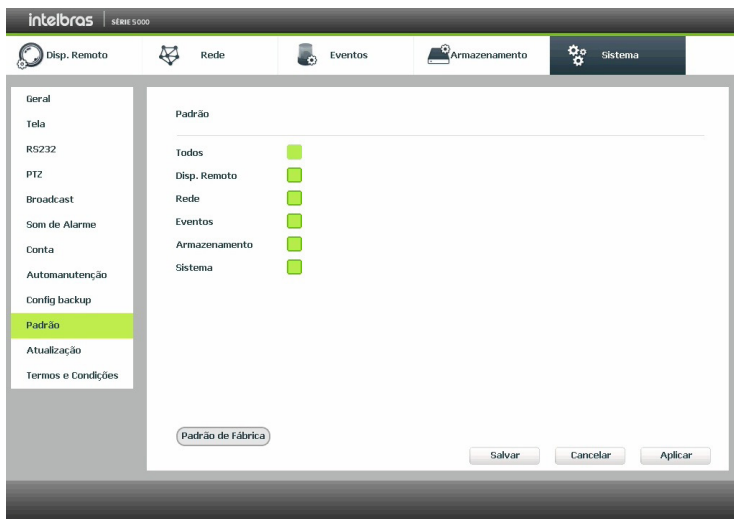 intelbras SÉRIE 5000
Disp. Remoto
Rede
Eventos
Armazenamento
Sistema
Geral
Tela
RS232
PTZ
Broadcast
Som de Alarme
Conta
Automanutenção
Config backup
Padrão
Atualização
Termos e Condições
Padrão
Todos
Disp. Remoto
Rede
Eventos
Armazenamento
Sistema
Padrão de Fábrica
Salvar
Cancelar
Aplicar